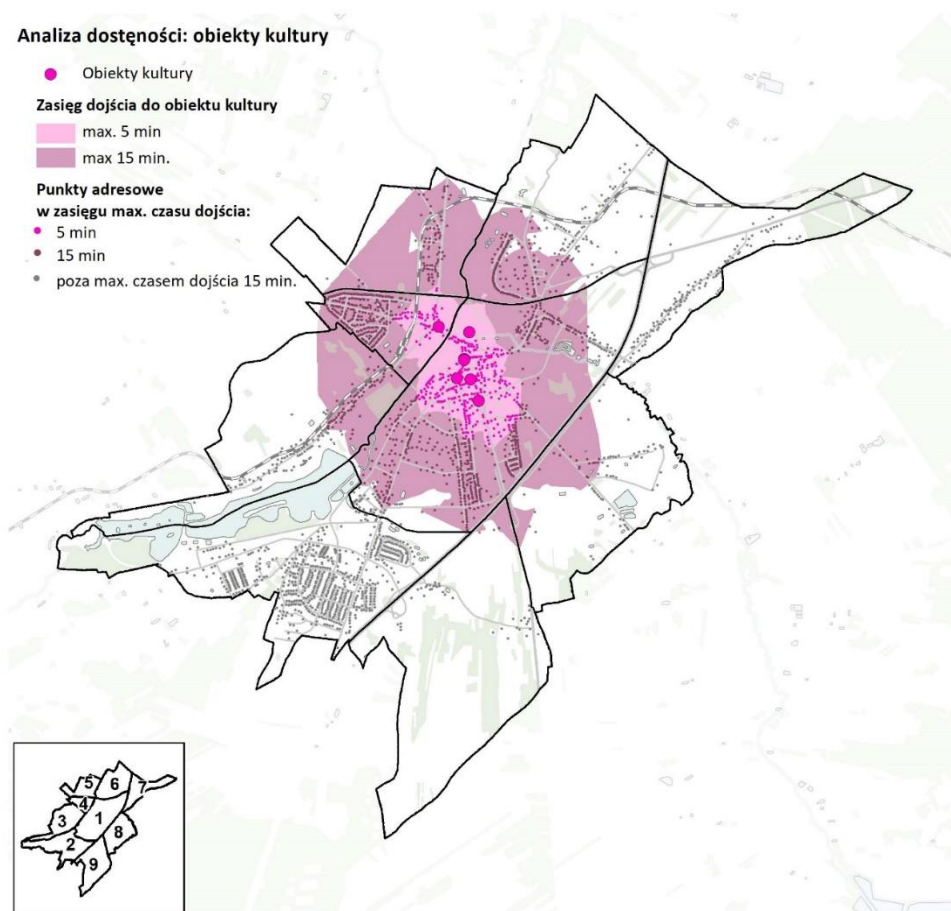 Analiza dostęności: obiekty kultury
Obiekty kultury
Zasięg dojścia do obiektu kultury
max. 5 min
max 15 min.
Punkty adresowe
w zasięgu max. czasu dojścia:
5 min
15 min
poza max. czasem dojścia 15 min.
5
6
7
4
3
1
8
2
9